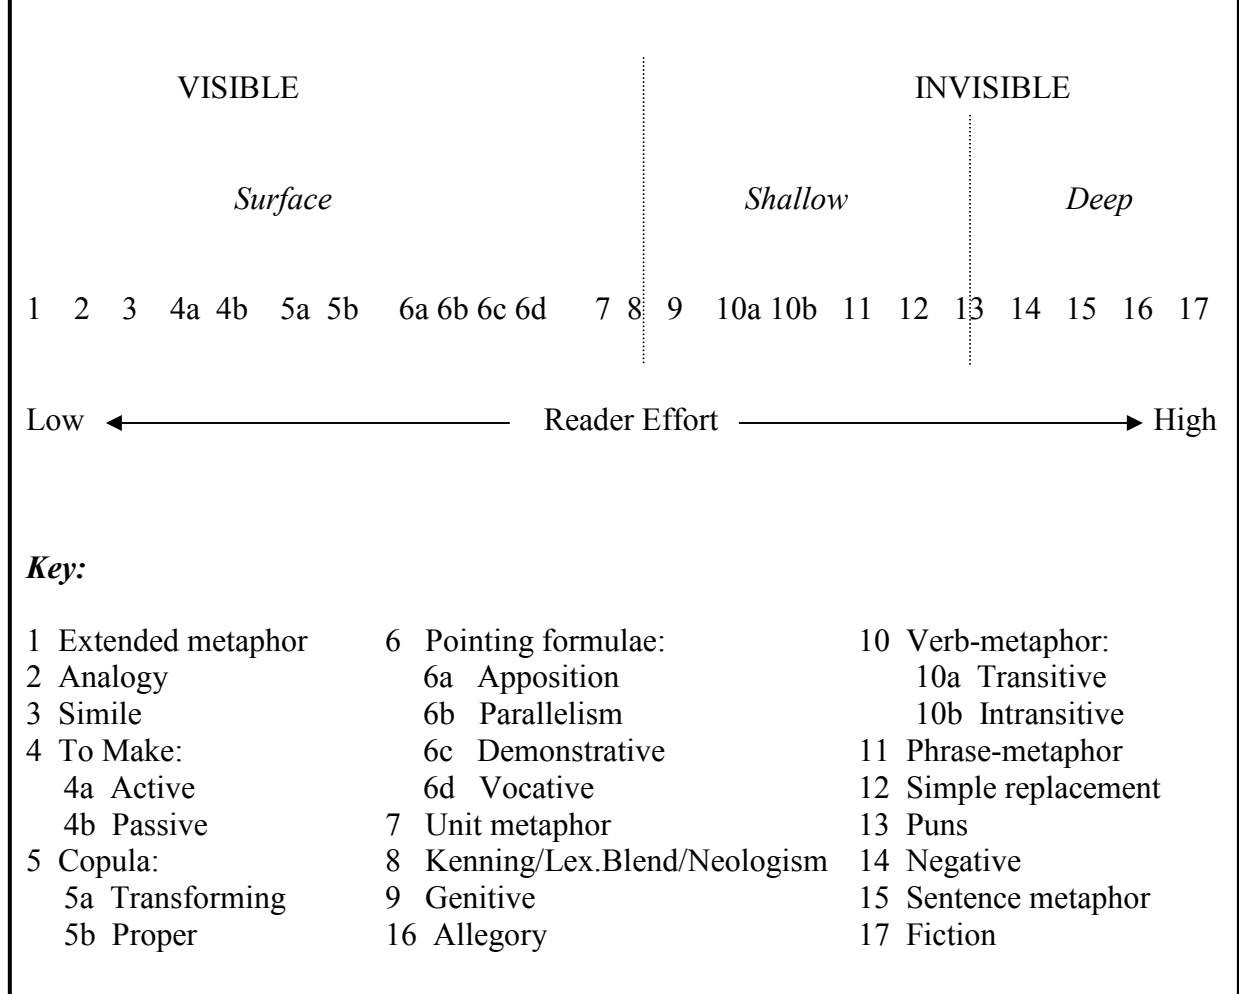 VISIBLE INVISIBLE
Surface Shallow Deep
1 2 3 4a 4b 5a 5b 6a 6b 6c 6d 7 8 9 10a 10b 11 12 13 14 15 16 17
Low Reader Effort High
Key:
1 Extended metaphor
2 Analogy
3 Simile
4 To Make:
4a Active
4b Passive
5 Copula:
5a Transforming
5b Proper
6 Pointing formulae:
6a Apposition
6b Parallelism
6c Demonstrative
6d Vocative
7 Unit metaphor
8 Kenning/Lex.Blend/Neologism
9 Genitive
16 Allegory
10 Verb-metaphor:
10a Transitive
10b Intransitive
11 Phrase-metaphor
12 Simple replacement
13 Puns
14 Negative
15 Sentence metaphor
17 Fiction